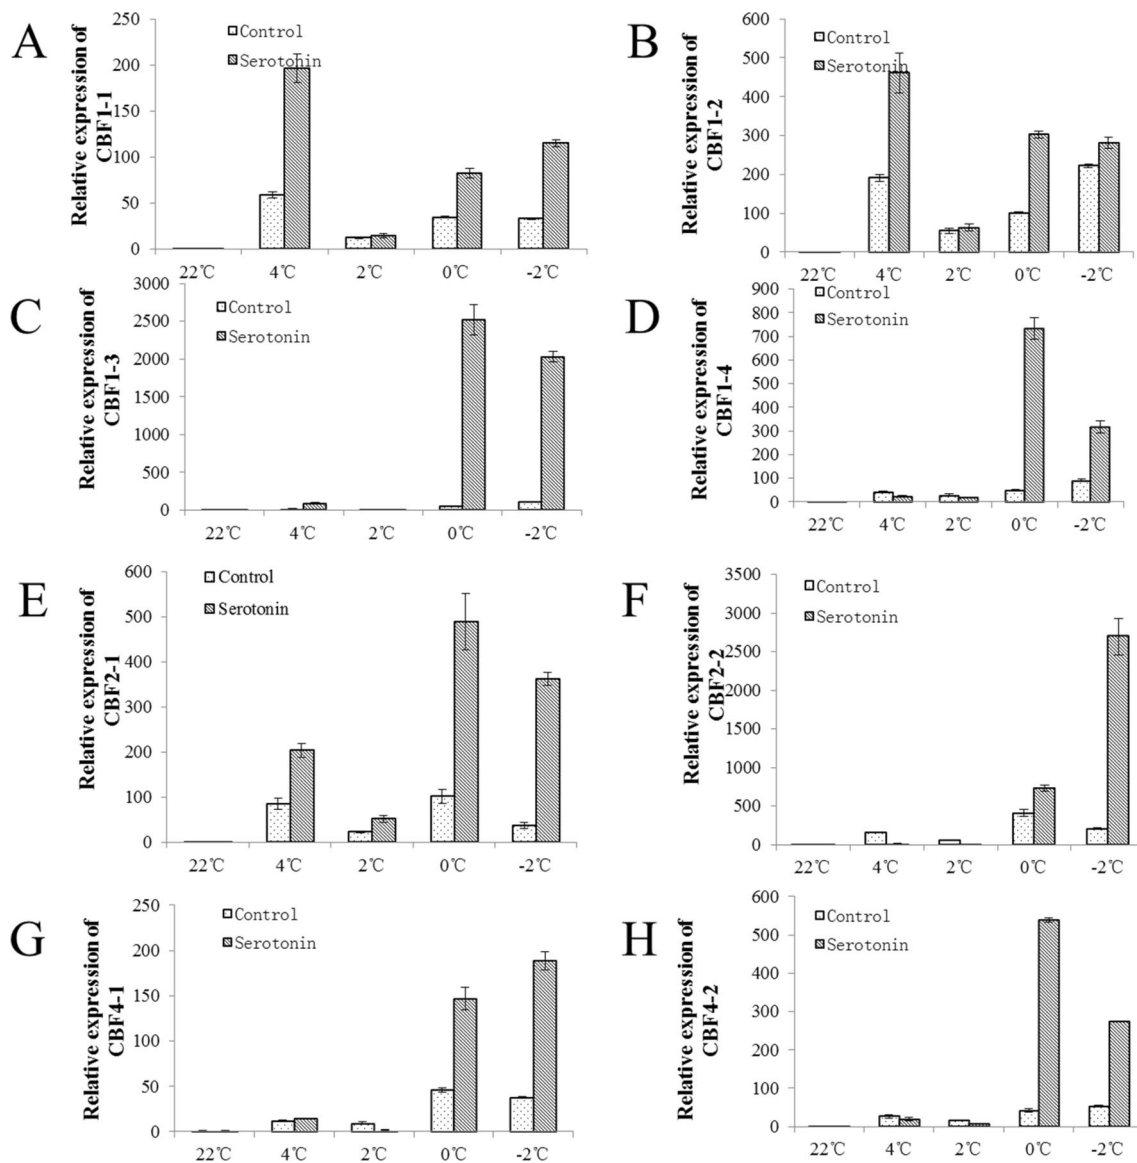 A
Relative expression of
CBF1-1
250
200
150
100
50
0
Control
Serotonin
22℃ 4℃ 2℃ 0℃ -2℃
B
Relative expression of
CBF1-2
600
500
400
300
200
100
0
Control
Serotonin
22℃ 4℃ 2℃ 0℃ -2℃
C
Relative expression of
CBF1-3
3000
2500
2000
1500
1000
500
0
Control
Serotonin
22℃ 4℃ 2℃ 0℃ -2℃
D
Relative expression of
CBF1-4
900
800
700
600
500
400
300
200
100
0
Control
Serotonin
22℃ 4℃ 2℃ 0℃ -2℃
E
Relative expression of
CBF2-1
600
500
400
300
200
100
0
Control
Serotonin
22℃ 4℃ 2℃ 0℃ -2℃
F
Relative expression of
CBF2-2
3500
3000
2500
2000
1500
1000
500
0
Control
Serotonin
22℃ 4℃ 2℃ 0℃ -2℃
G
Relative expression of
CBF4-1
250
200
150
100
50
0
Control
Serotonin
22℃ 4℃ 2℃ 0℃ -2℃
H
Relative expression of
CBF4-2
600
500
400
300
200
100
0
Control
Serotonin
22℃ 4℃ 2℃ 0℃ -2℃